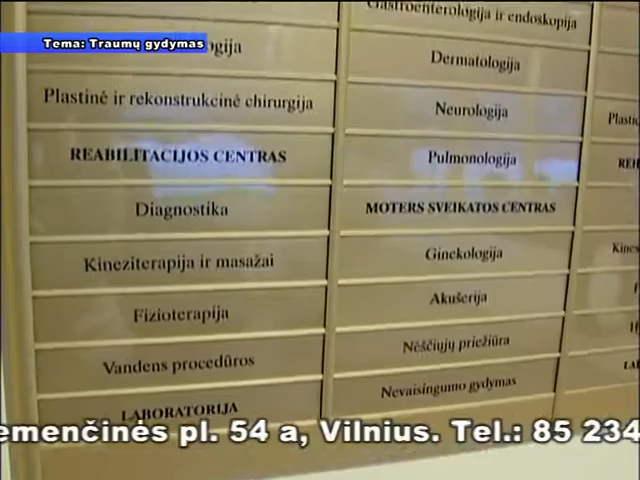 Tema: Traumų gydymas
Plastinė ir rekonstrukcinė chirurgija
REABILITACIJOS CENTRAS
Diagnostika
Kineziterapija ir masažai
Fizioterapija
Vandens procedūros
LABORATORIJA
Gastroenterologija ir endoskopija
Dermatologija
Neurologija
Pulmonologija
MOTERS SVEIKATOS CENTRAS
Ginekologija
Akušerija
Nėščiųjų priežiūra
Nevaisingumo gydymas
emenčinės pl. 54 a, Vilnius. Tel.: 85 234